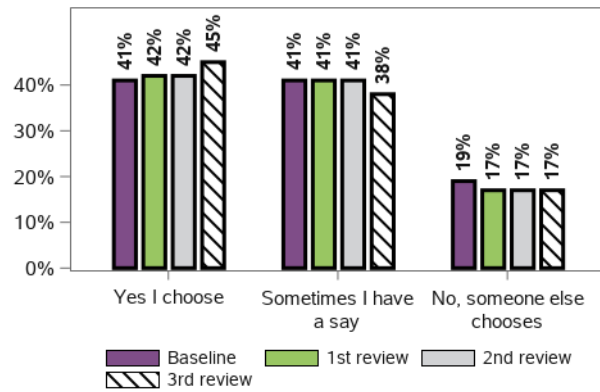 41% 42% 42% 45% 41% 41% 41% 38% 19% 17% 17% 17%
40%
30%
20%
10%
0%
Yes I choose
Sometimes I have
a say
No, someone else
chooses
Baseline 1st review 2nd review
3rd review